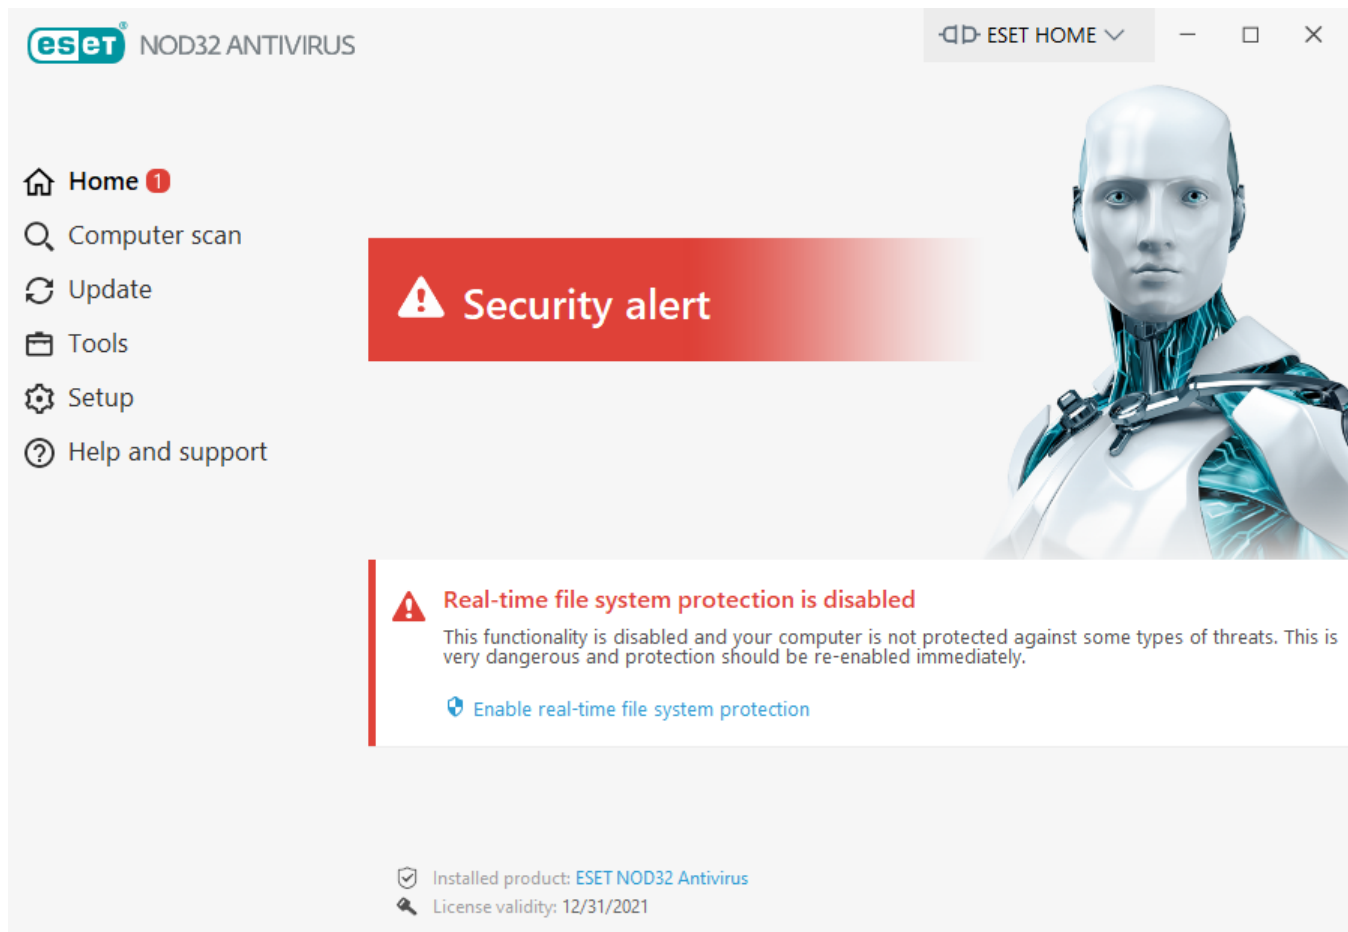 eseT® NOD32 ANTIVIRUS
ESET HOME
Home 1
Computer scan
Update
Tools
Setup
Help and support
Security alert
Real-time file system protection is disabled
This functionality is disabled and your computer is not protected against some types of threats. This is
very dangerous and protection should be re-enabled immediately.
Enable real-time file system protection
Installed product: ESET NOD32 Antivirus
License validity: 12/31/2021